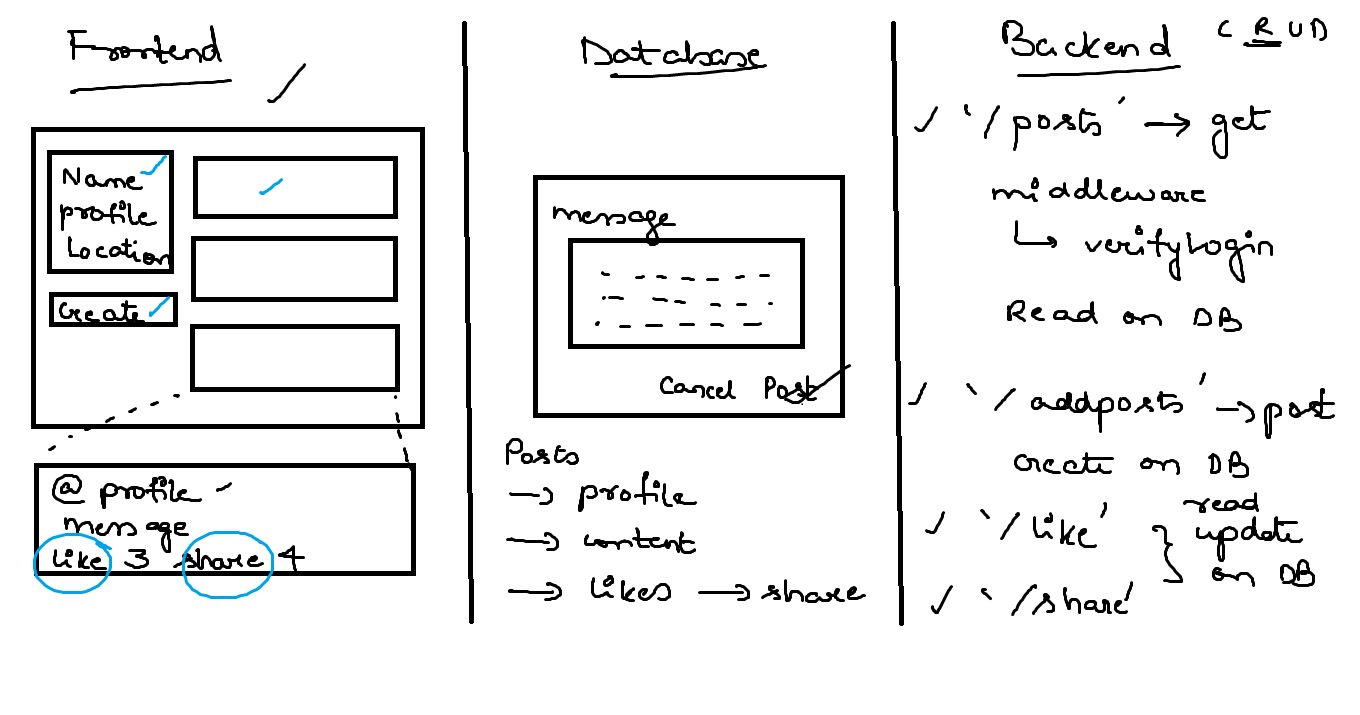 Frontend
Name
profile
Location
Create
@ profile
message
like 3 share 4
Database
message
Cancel Post
Posts
→ profile
→ content
→ likes → share
Backend CRUD
'/posts' → get
middleware
↳ verifyLogin
Read on DB
'/addposts' → post
create on DB
'/like' } read
update
on DB
'/share'